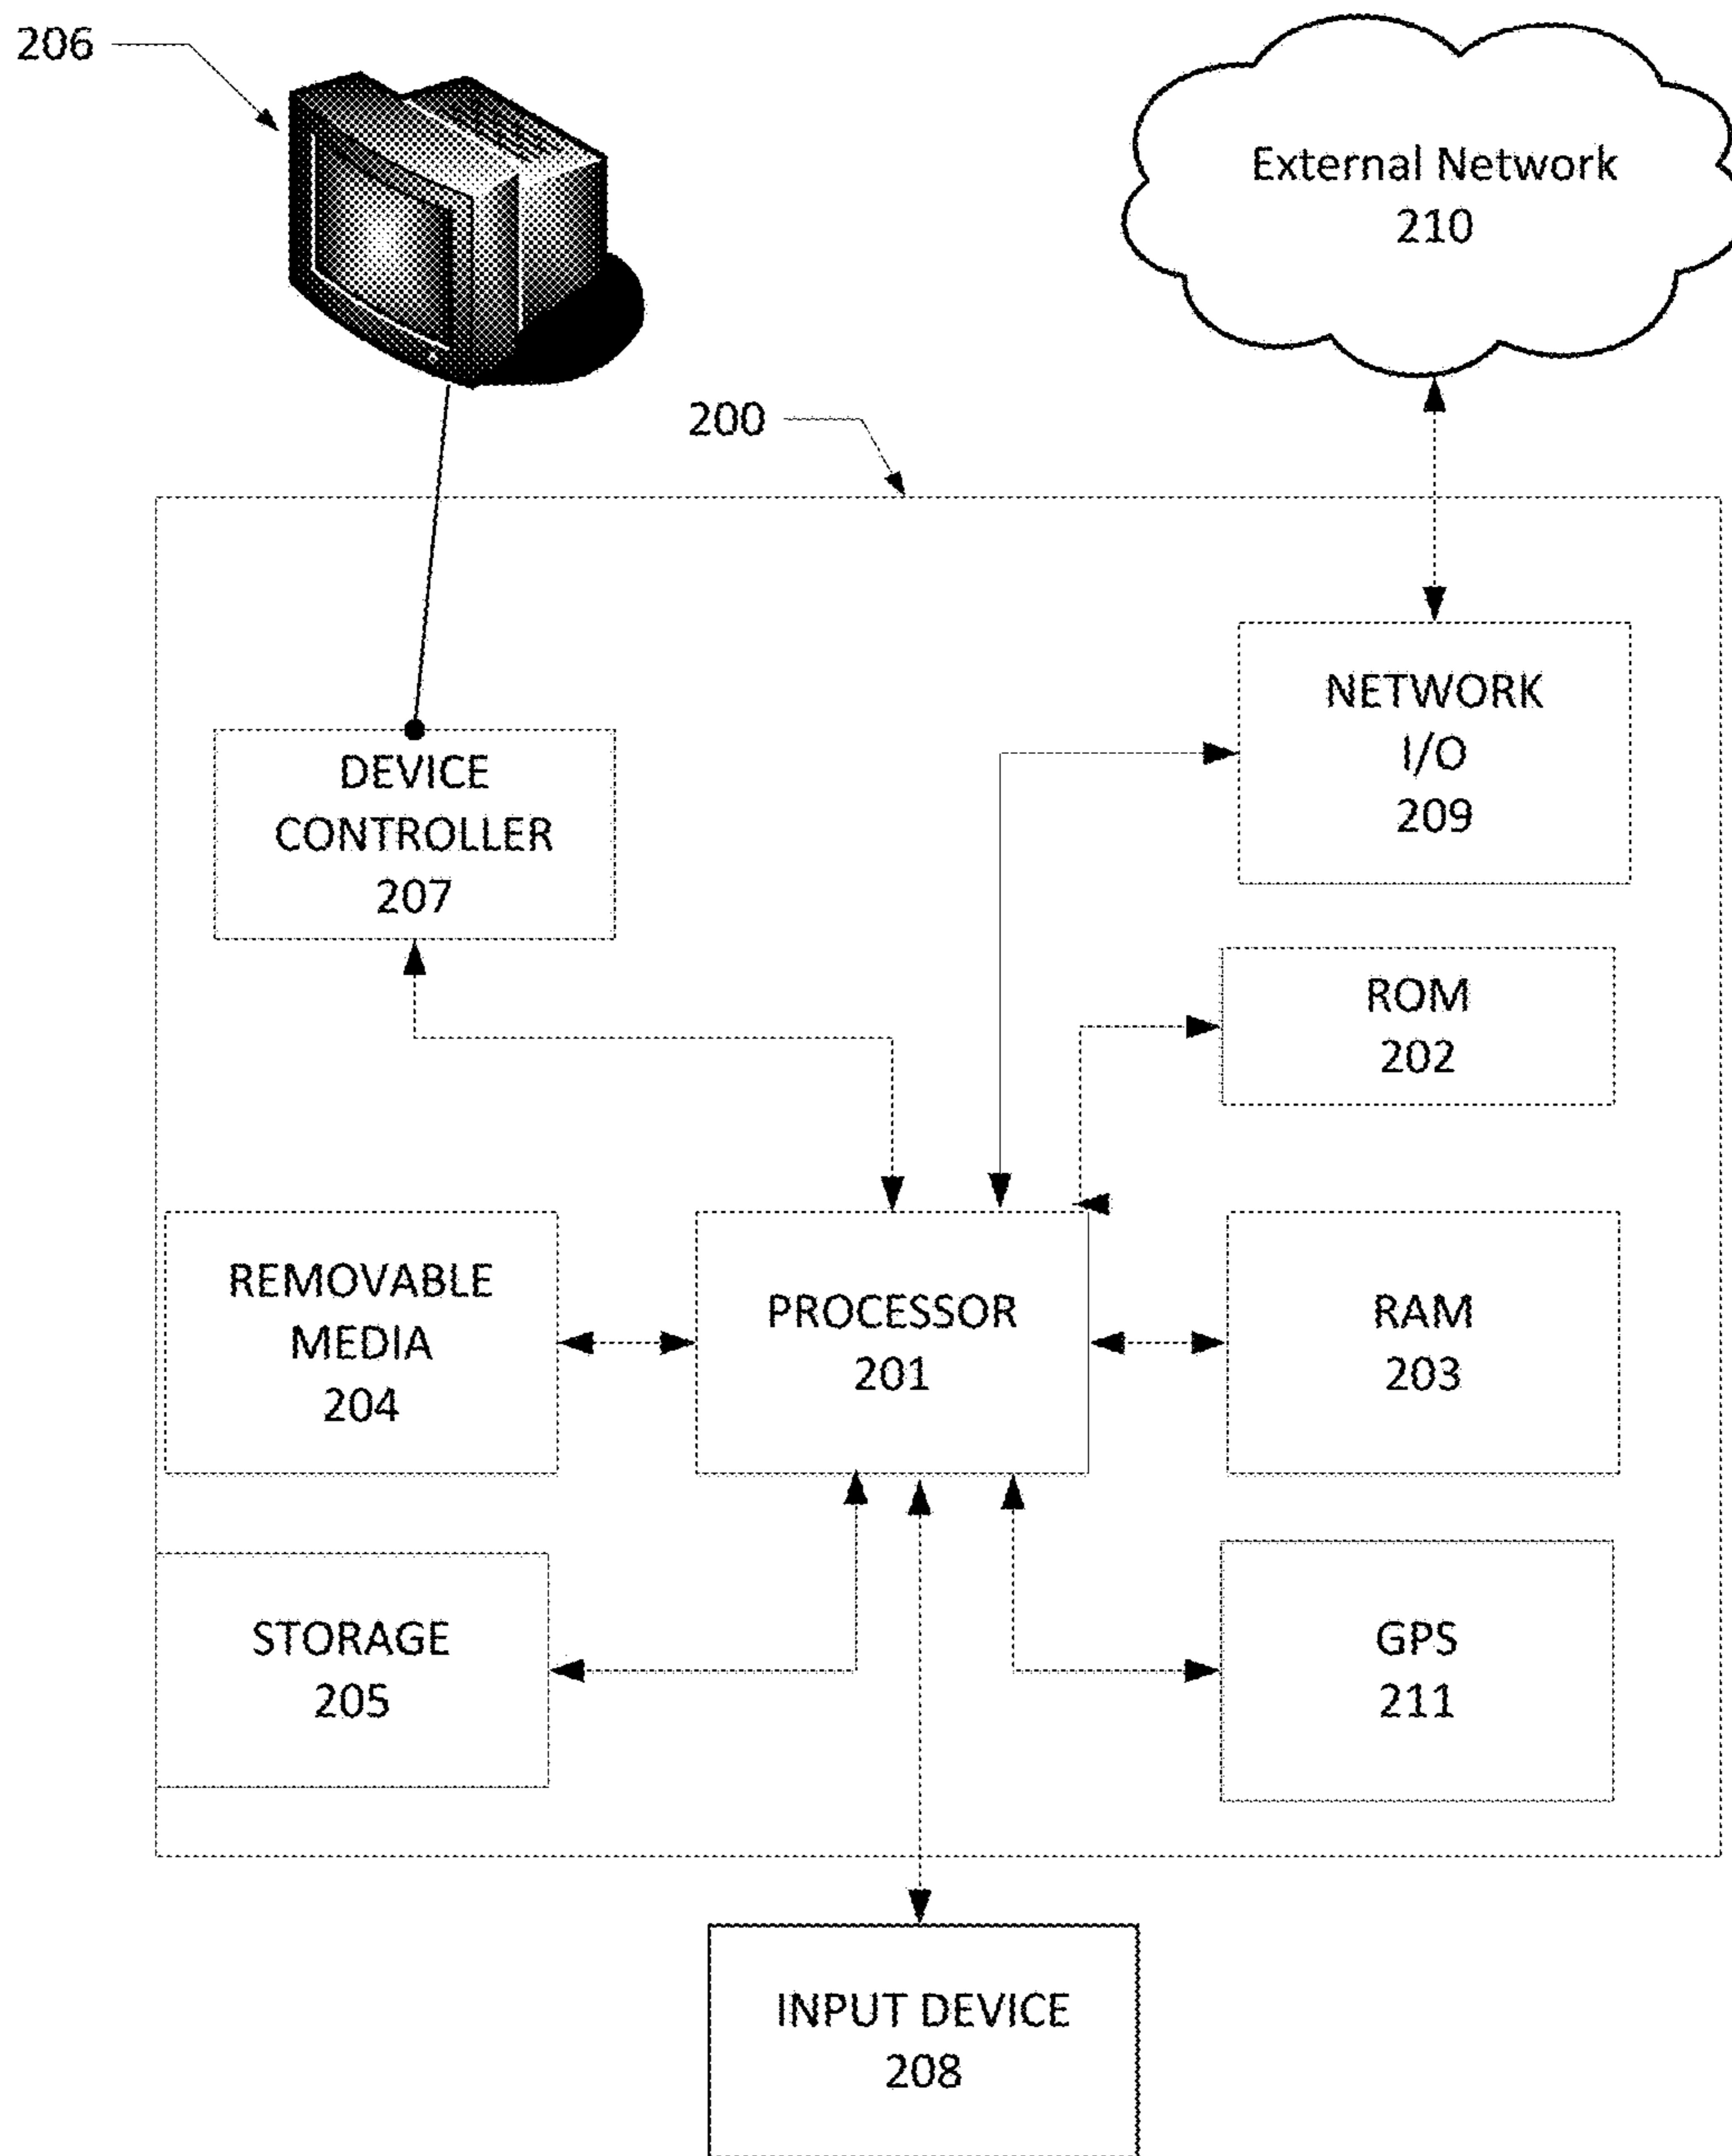 206
External Network
210
200
NETWORK
I/O
209
DEVICE
CONTROLLER
207
ROM
202
REMOVABLE
MEDIA
204
PROCESSOR
201
RAM
203
STORAGE
205
GPS
211
INPUT DEVICE
208